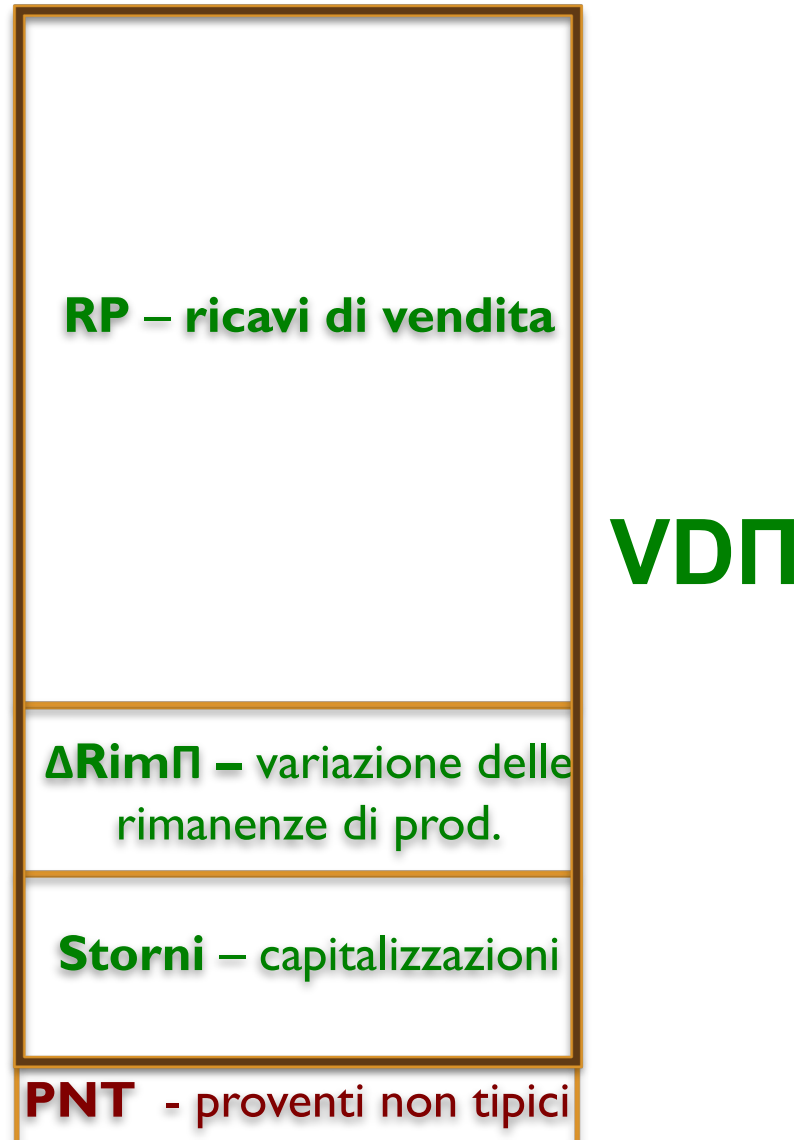 RP – ricavi di vendita
VDΠ
ΔRimΠ – variazione delle
rimanenze di prod.
Storni – capitalizzazioni
PNT - proventi non tipici